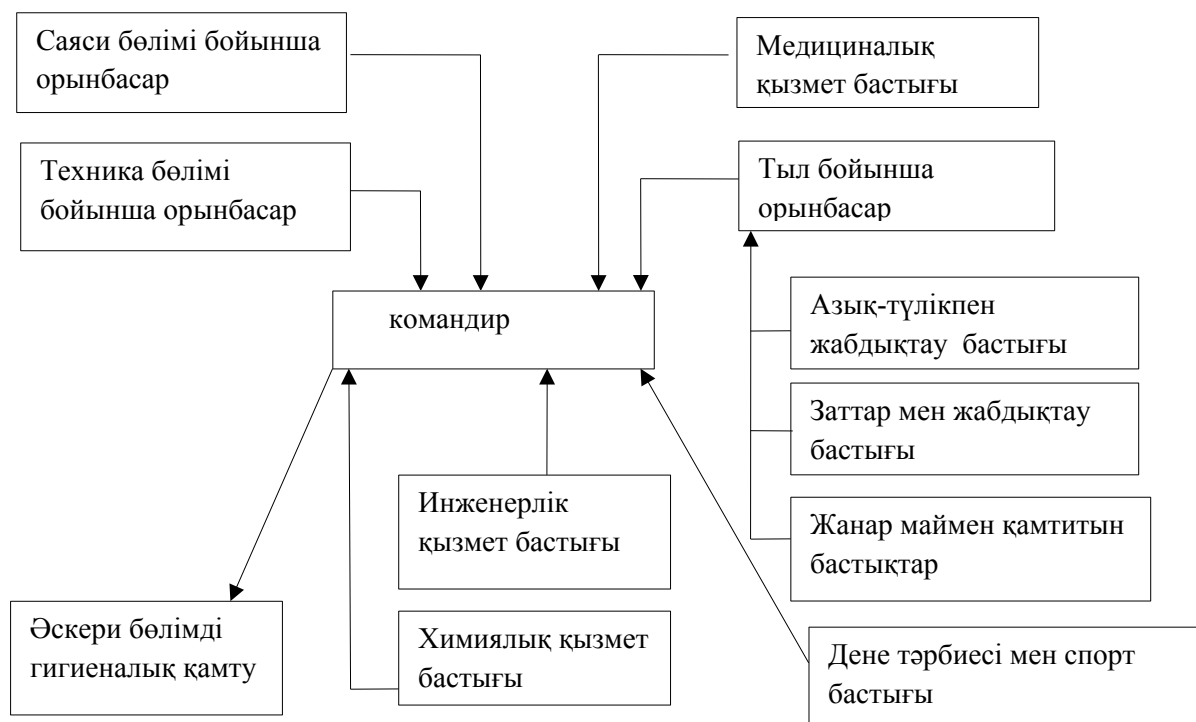 Саяси бөлімі бойынша
орынбасар
Медициналық
қызмет бастығы
Техника бөлімі
бойынша орынбасар
Тыл бойынша
орынбасар
командир
Азық-түлікпен
жабдықтау бастығы
Заттар мен жабдықтау
бастығы
Инженерлік
қызмет бастығы
Жанар маймен қамтитын
бастықтар
Әскери бөлімді
гигиеналық қамту
Химиялық қызмет
бастығы
Дене тәрбиесі мен спорт
бастығы